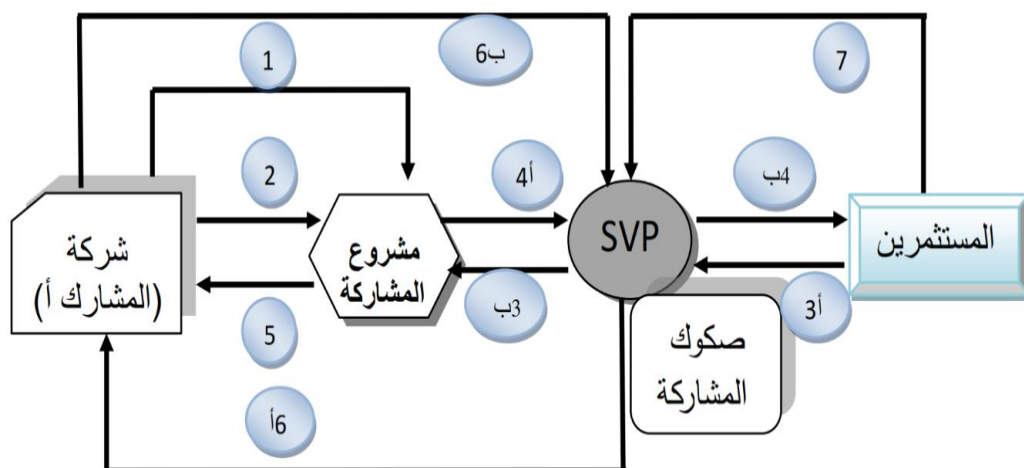 ب6
7
1
2
أ4
ب4
شركة
(المشارك أ)
مشروع
المشاركة
SVP
المستثمرين
5
ب3
أ3
صكوك
المشاركة
أ6